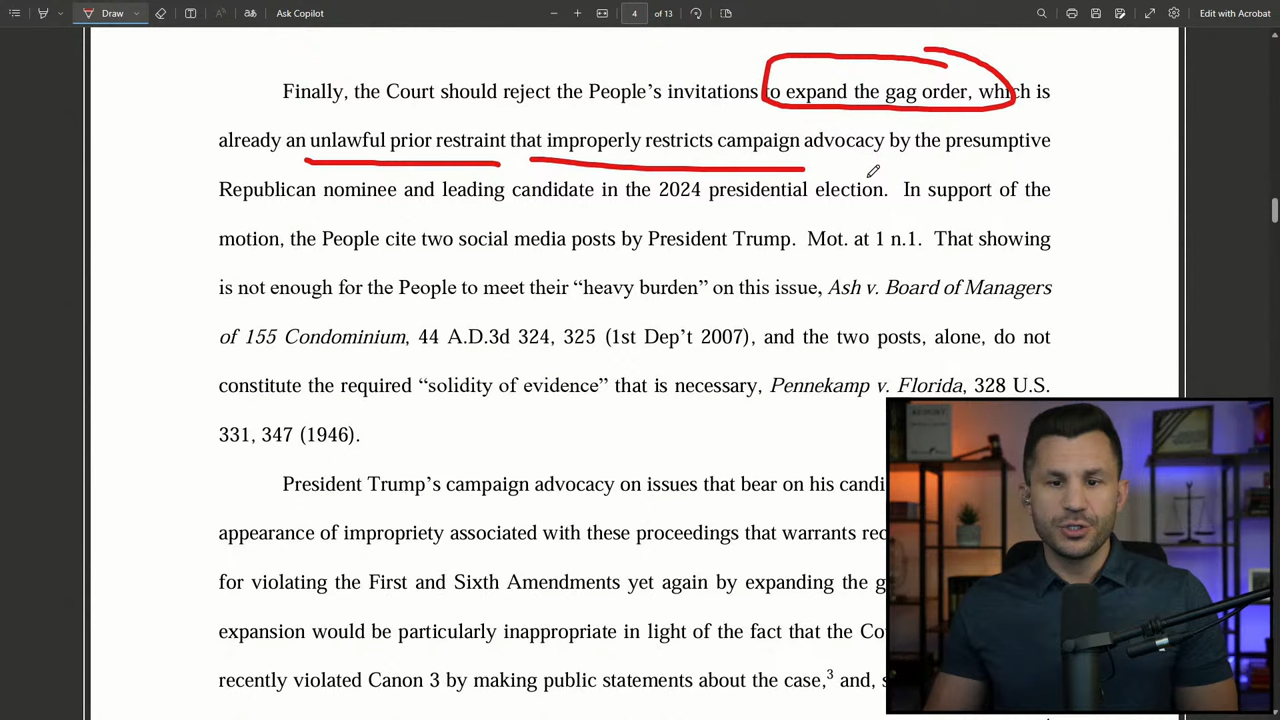 Draw
Ask Copilot
4 of 13
Edit with Acrobat
Finally, the Court should reject the People’s invitations to expand the gag order, which is
already an unlawful prior restraint that improperly restricts campaign advocacy by the presumptive
Republican nominee and leading candidate in the 2024 presidential election. In support of the
motion, the People cite two social media posts by President Trump. Mot. at 1 n.1. That showing
is not enough for the People to meet their “heavy burden” on this issue, Ash v. Board of Managers
of 155 Condominium, 44 A.D.3d 324, 325 (1st Dep’t 2007), and the two posts, alone, do not
constitute the required “solidity of evidence” that is necessary, Pennekamp v. Florida, 328 U.S.
331, 347 (1946).
President Trump’s campaign advocacy on issues that bear on his candi
appearance of impropriety associated with these proceedings that warrants rec
for violating the First and Sixth Amendments yet again by expanding the g
expansion would be particularly inappropriate in light of the fact that the Co
recently violated Canon 3 by making public statements about the case,3 and, s